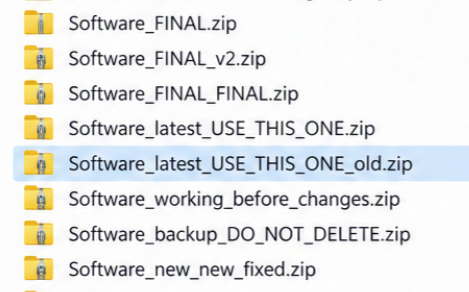 Software_FINAL.zip
Software_FINAL_v2.zip
Software_FINAL_FINAL.zip
Software_latest_USE_THIS_ONE.zip
Software_latest_USE_THIS_ONE_old.zip
Software_working_before_changes.zip
Software_backup_DO_NOT_DELETE.zip
Software_new_new_fixed.zip